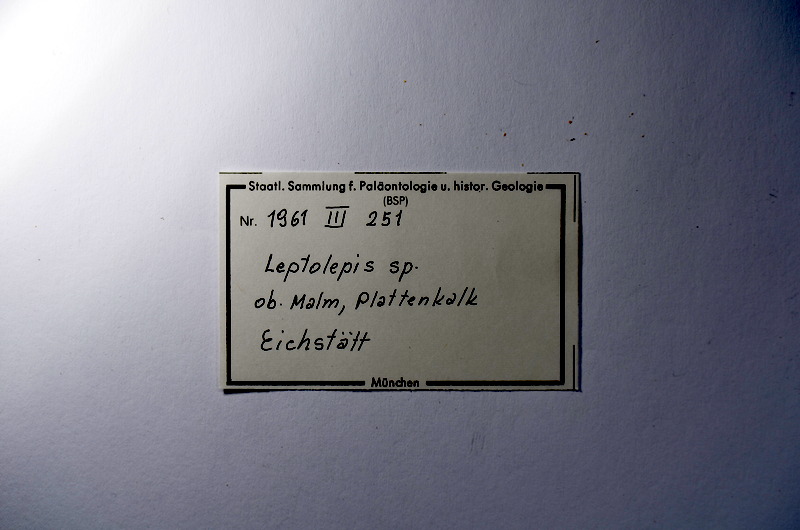 Staatl. Sammlung f. Paläontologie u. histor. Geologie
(BSP)
Nr. 1961 III 251
Leptolepis sp.
ob. Malm, Plattenkalk
Eichstätt
München